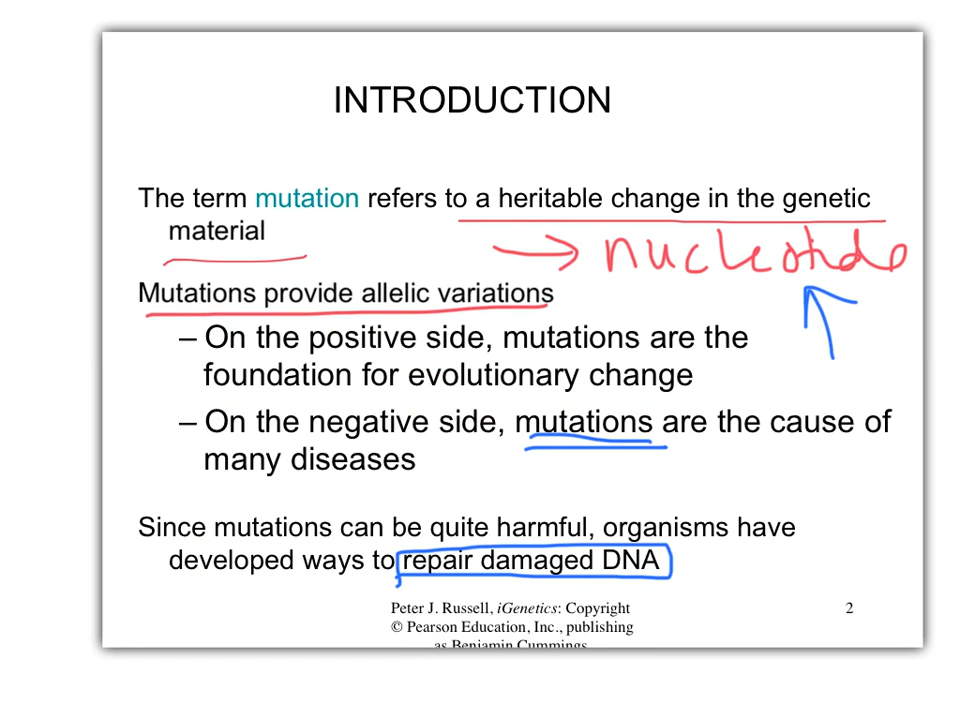 INTRODUCTION
The term mutation refers to a heritable change in the genetic
material
→ nucleotide
Mutations provide allelic variations
– On the positive side, mutations are the
foundation for evolutionary change
– On the negative side, mutations are the cause of
many diseases
Since mutations can be quite harmful, organisms have
developed ways to repair damaged DNA
Peter J. Russell, iGenetics: Copyright
© Pearson Education, Inc., publishing
as Benjamin Cummings.
2